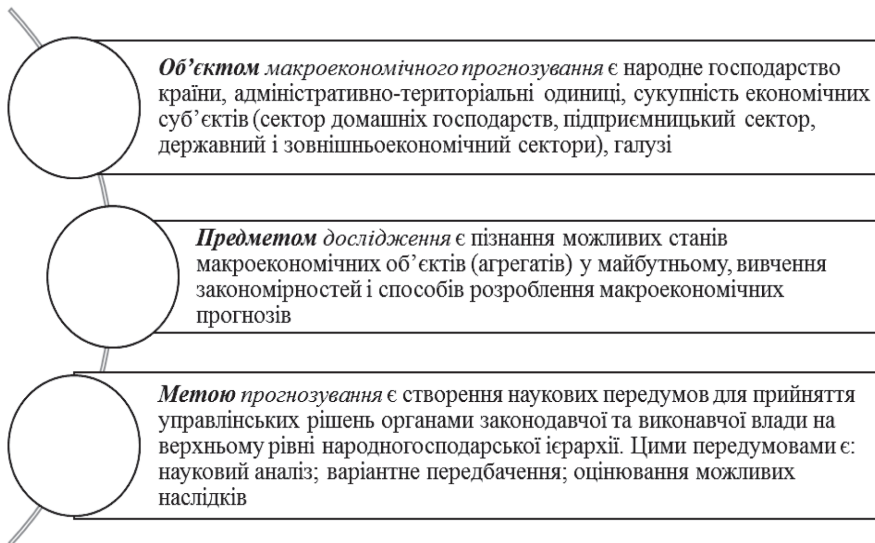 Об’єктом макроекономічного прогнозування є народне господарство
країни, адміністративно-територіальні одиниці, сукупність економічних
суб’єктів (сектор домашніх господарств, підприємницький сектор,
державний і зовнішньоекономічний сектори), галузі
Предметом дослідження є пізнання можливих станів
макроекономічних об’єктів (агрегатів) у майбутньому, вивчення
закономірностей і способів розроблення макроекономічних
прогнозів
Метою прогнозування є створення наукових передумов для прийняття
управлінських рішень органами законодавчої та виконавчої влади на
верхньому рівні народногосподарської ієрархії. Цими передумовами є:
науковий аналіз; варіантне передбачення; оцінювання можливих
наслідків